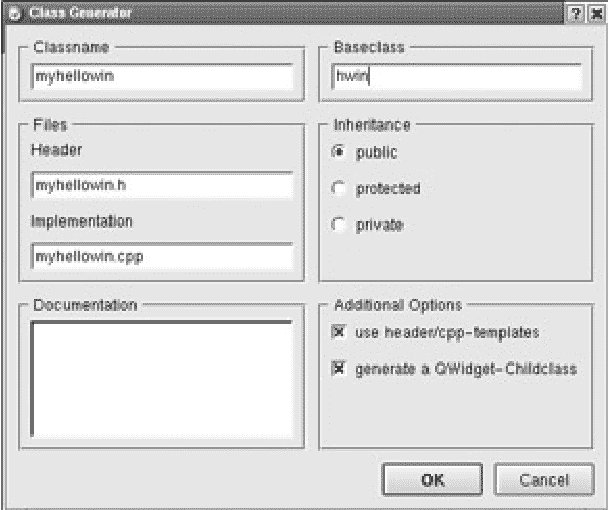 Class Generator
Classname
myhellowin
Baseclass
hwin
Files
Header
myhellowin.h
Implementation
myhellowin.cpp
Inheritance
public
protected
private
Documentation
Additional Options
use header/cpp-templates
generate a QWidget-Childclass
OK
Cancel